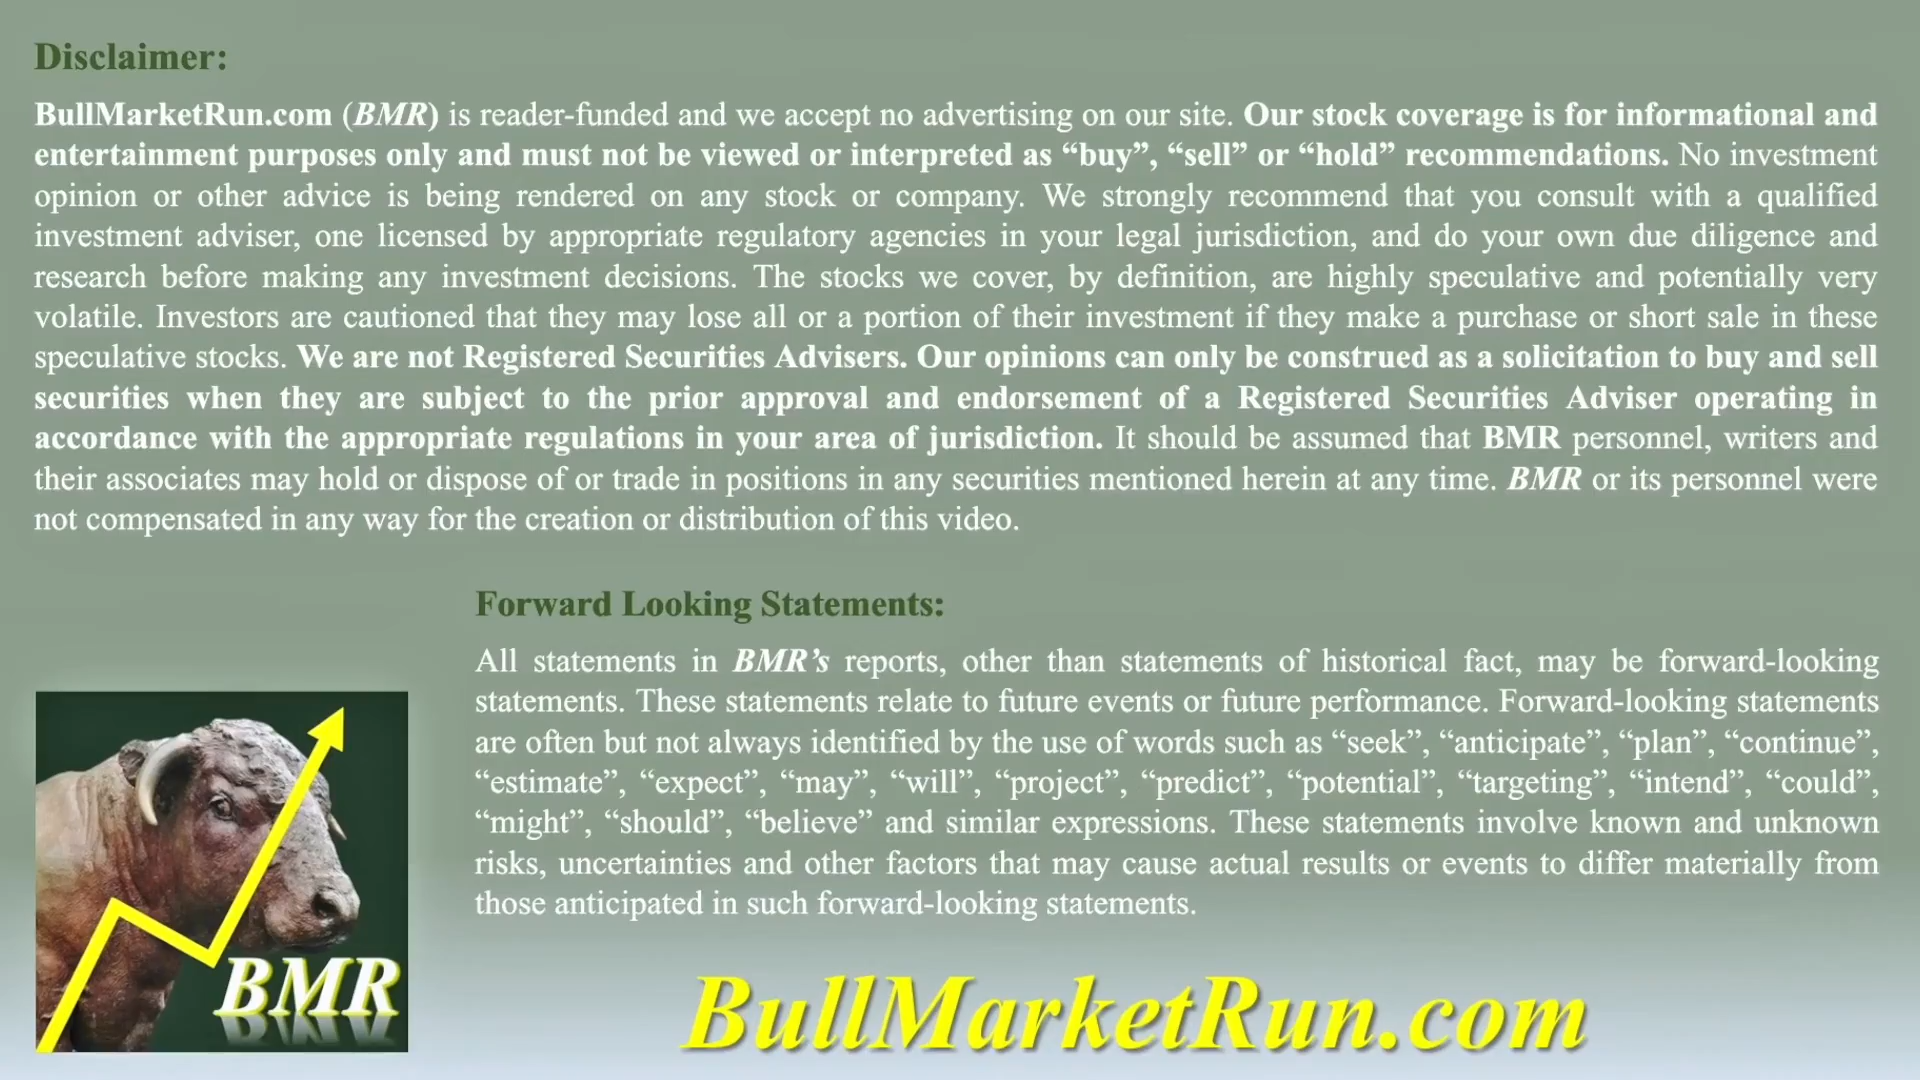 Disclaimer:
BullMarketRun.com (BMR) is reader-funded and we accept no advertising on our site. Our stock coverage is for informational and
entertainment purposes only and must not be viewed or interpreted as “buy”, “sell” or “hold” recommendations. No investment
opinion or other advice is being rendered on any stock or company. We strongly recommend that you consult with a qualified
investment adviser, one licensed by appropriate regulatory agencies in your legal jurisdiction, and do your own due diligence and
research before making any investment decisions. The stocks we cover, by definition, are highly speculative and potentially very
volatile. Investors are cautioned that they may lose all or a portion of their investment if they make a purchase or short sale in these
speculative stocks. We are not Registered Securities Advisers. Our opinions can only be construed as a solicitation to buy and sell
securities when they are subject to the prior approval and endorsement of a Registered Securities Adviser operating in
accordance with the appropriate regulations in your area of jurisdiction. It should be assumed that BMR personnel, writers and
their associates may hold or dispose of or trade in positions in any securities mentioned herein at any time. BMR or its personnel were
not compensated in any way for the creation or distribution of this video.
Forward Looking Statements:
All statements in BMR’s reports, other than statements of historical fact, may be forward-looking
statements. These statements relate to future events or future performance. Forward-looking statements
are often but not always identified by the use of words such as “seek”, “anticipate”, “plan”, “continue”,
“estimate”, “expect”, “may”, “will”, “project”, “predict”, “potential”, “targeting”, “intend”, “could”,
“might”, “should”, “believe” and similar expressions. These statements involve known and unknown
risks, uncertainties and other factors that may cause actual results or events to differ materially from
those anticipated in such forward-looking statements.
BMR
BullMarketRun.com